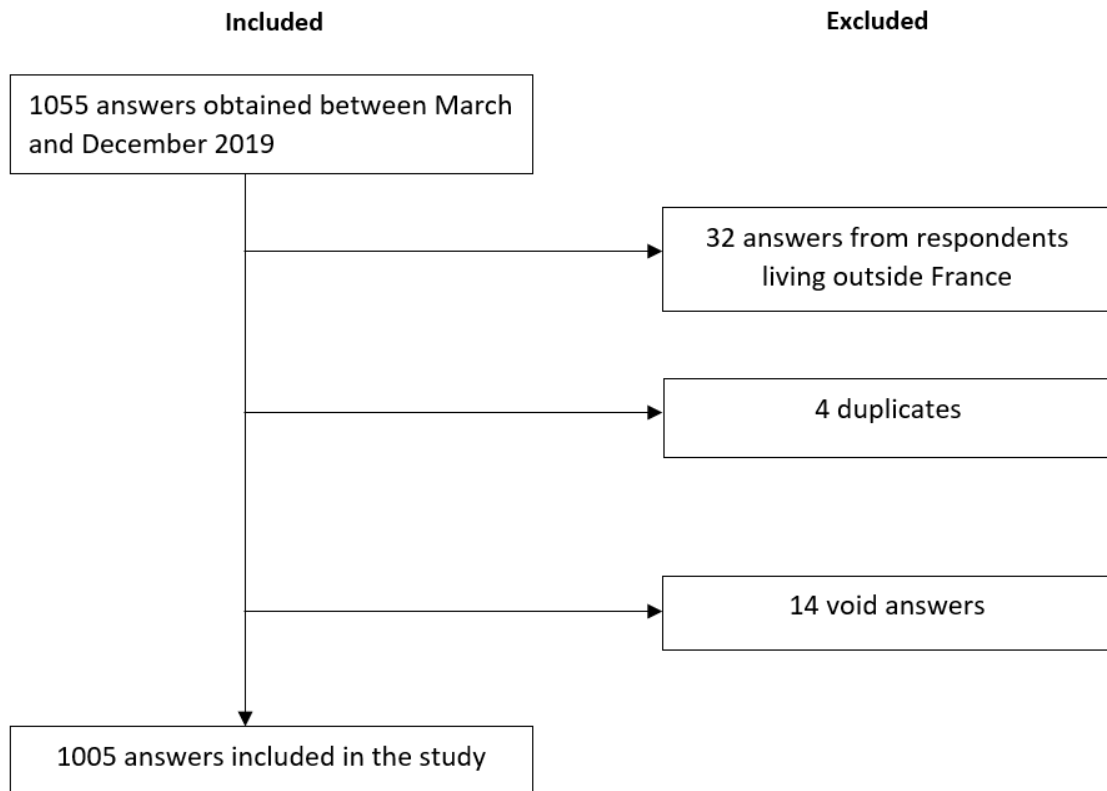 Included
Excluded
1055 answers obtained between March
and December 2019
32 answers from respondents
living outside France
4 duplicates
14 void answers
1005 answers included in the study